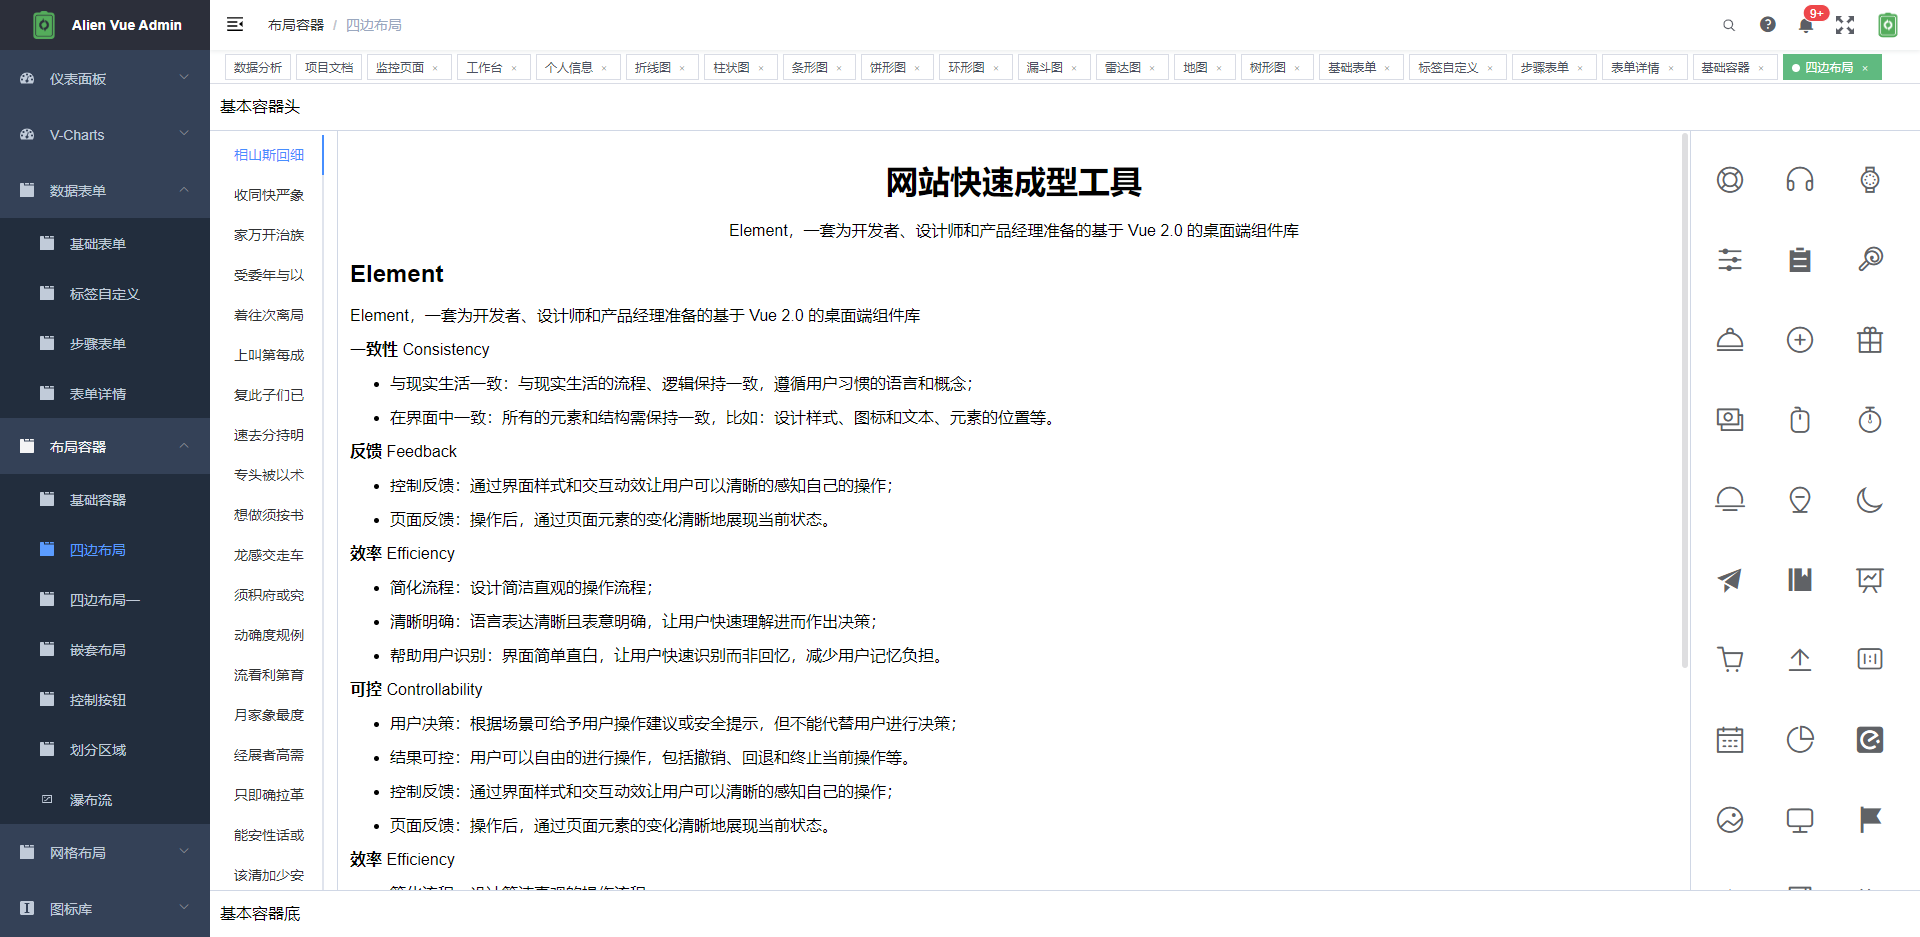 Alien Vue Admin
布局容器 / 四边布局
9+
数据分析 项目文档 监控页面 × 工作台 × 个人信息 × 折线图 × 柱状图 × 条形图 × 饼形图 × 环形图 × 漏斗图 × 雷达图 × 地图 × 树形图 × 基础表单 × 标签自定义 × 步骤表单 × 表单详情 × 基础容器 × 四边布局 ×
仪表面板
V-Charts
数据表单
基础表单
标签自定义
步骤表单
表单详情
布局容器
基础容器
四边布局
四边布局一
嵌套布局
控制按钮
划分区域
瀑布流
网格布局
图标库
基本容器头
相山斯回细
收同快严象
家万开治族
受委年与以
着往次离局
上叫第每成
复此子们已
速去分持明
专头被以术
想做须按书
龙感交走车
须积府或究
动确度规例
流看利第育
月家象最度
经展者高需
只即确拉革
能安性话或
该清加少安
网站快速成型工具
Element，一套为开发者、设计师和产品经理准备的基于 Vue 2.0 的桌面端组件库
Element
Element，一套为开发者、设计师和产品经理准备的基于 Vue 2.0 的桌面端组件库
一致性 Consistency
与现实生活一致：与现实生活的流程、逻辑保持一致，遵循用户习惯的语言和概念；
在界面中一致：所有的元素和结构需保持一致，比如：设计样式、图标和文本、元素的位置等。
反馈 Feedback
控制反馈：通过界面样式和交互动效让用户可以清晰的感知自己的操作；
页面反馈：操作后，通过页面元素的变化清晰地展现当前状态。
效率 Efficiency
简化流程：设计简洁直观的操作流程；
清晰明确：语言表达清晰且表意明确，让用户快速理解进而作出决策；
帮助用户识别：界面简单直白，让用户快速识别而非回忆，减少用户记忆负担。
可控 Controllability
用户决策：根据场景可给予用户操作建议或安全提示，但不能代替用户进行决策；
结果可控：用户可以自由的进行操作，包括撤销、回退和终止当前操作等。
控制反馈：通过界面样式和交互动效让用户可以清晰的感知自己的操作；
页面反馈：操作后，通过页面元素的变化清晰地展现当前状态。
效率 Efficiency
基本容器底